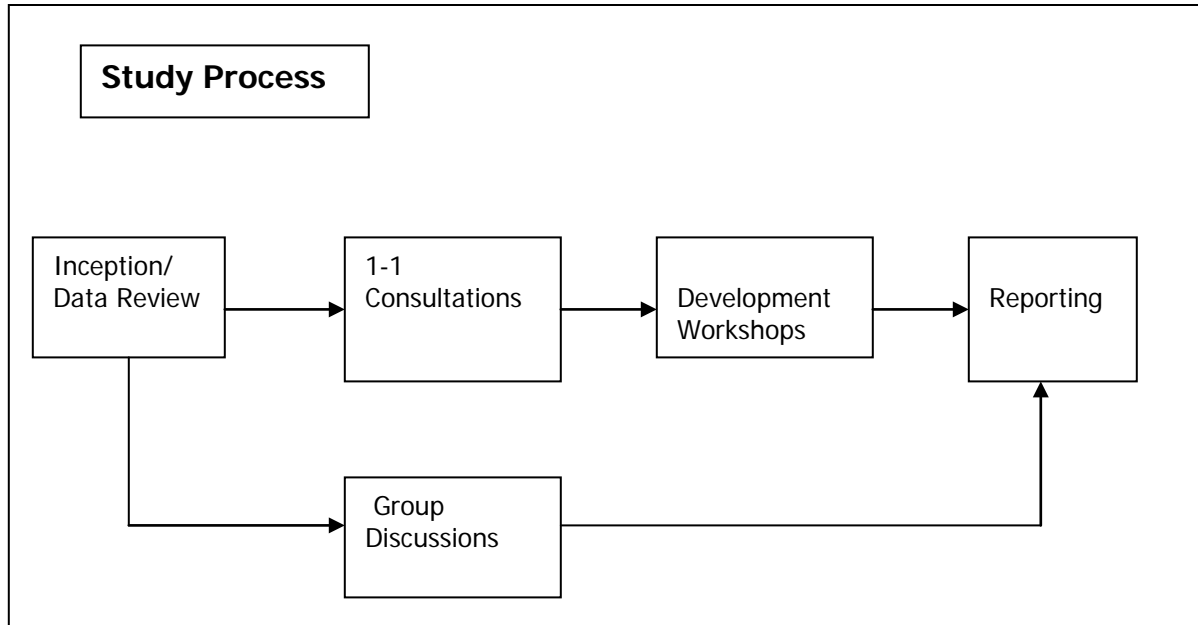 Study Process
Inception/
Data Review
1-1
Consultations
Development
Workshops
Reporting
Group
Discussions